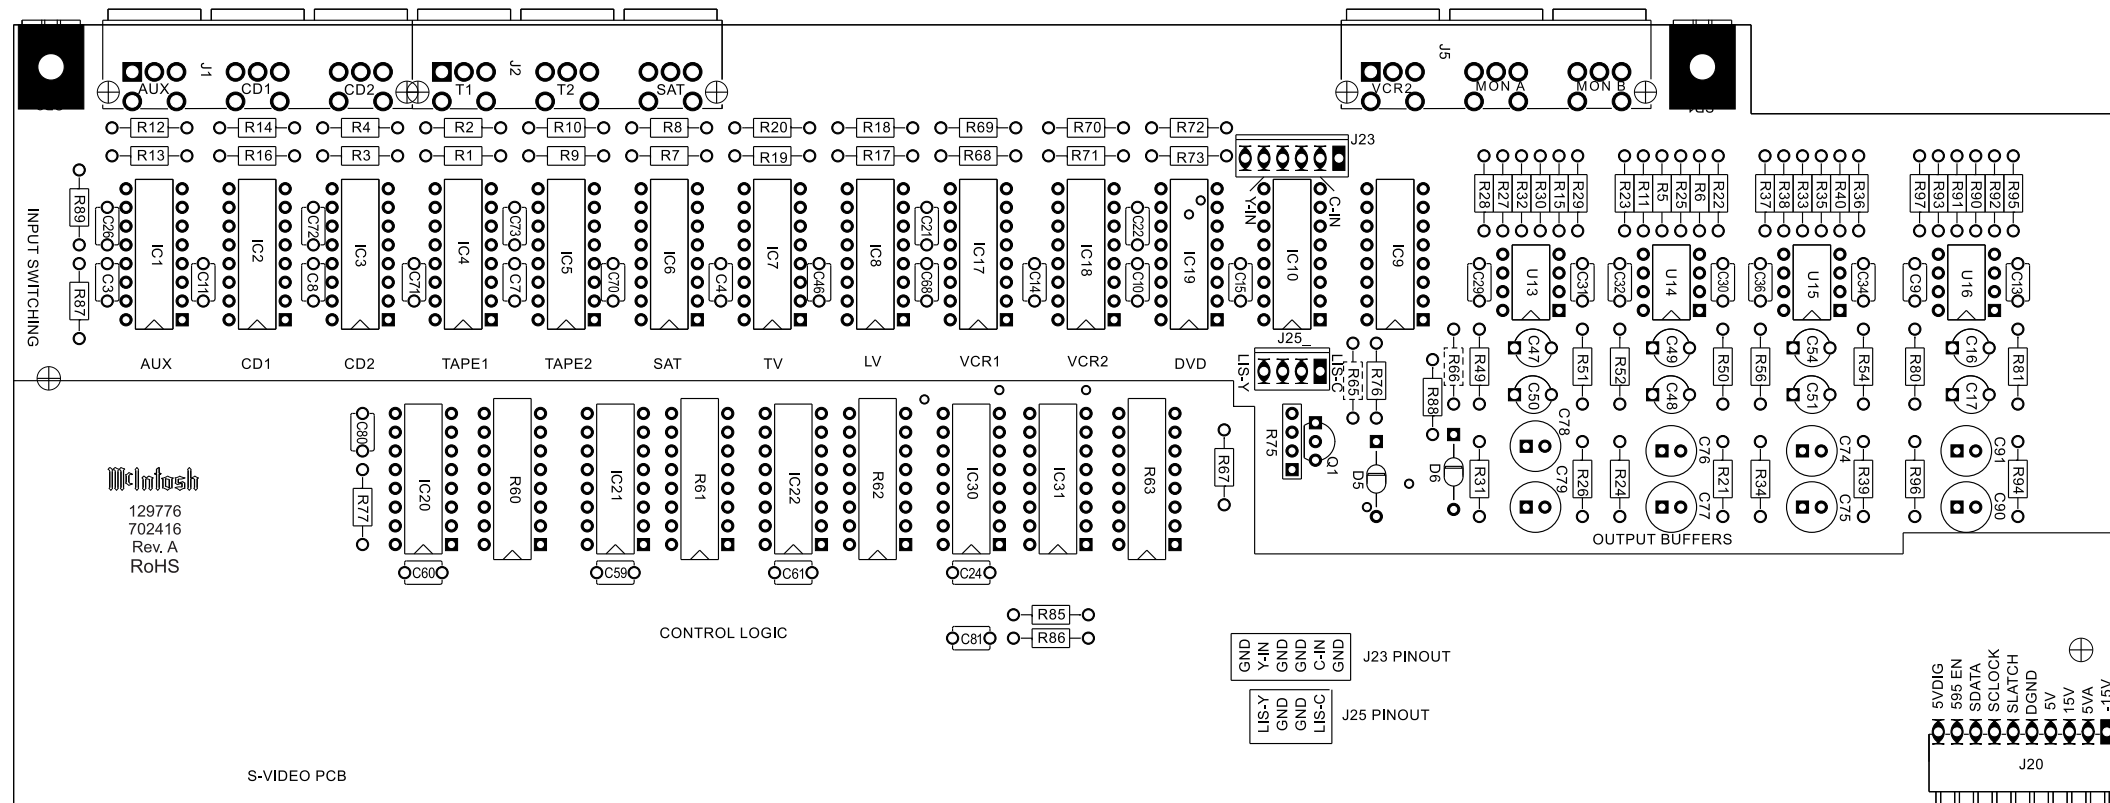 J1
J2
J5
AUX
CD1
CD2
T1
T2
SAT
VCR2
MON A
MON B
R12
R14
R4
R2
R10
R8
R20
R18
R69
R70
R72
J23
R13
R16
R3
R1
R9
R7
R19
R17
R68
R71
R73
Y-IN
C-IN
R28
R27
R32
R30
R15
R29
R23
R11
R5
R25
R6
R22
R37
R38
R33
R35
R40
R36
R97
R93
R91
R90
R92
R95
INPUT SWITCHING
R89
R87
C26
C3
IC1
C11
IC2
C72
C8
IC3
C71
IC4
C73
C7
IC5
C70
IC6
C4
IC7
C46
IC8
C21
C68
IC17
C14
IC18
C22
C10
IC19
C15
IC10
IC9
C29
U13
C31
C32
U14
C30
C36
U15
C34
C9
U16
C13
AUX
CD1
CD2
TAPE1
TAPE2
SAT
TV
LV
VCR1
VCR2
DVD
J25
LIS-Y
LIS-C
R65
R76
R88
R66
R49
C47
C50
R51
R52
C49
C48
R50
R56
C54
C51
R54
R80
C16
C17
R81
C80
R77
IC20
R60
IC21
R61
IC22
R62
IC30
IC31
R63
R67
R75
Q1
D5
D6
R31
C78
C79
R26
R24
C76
C77
R21
R34
C74
C75
R39
R96
C91
C90
R94
OUTPUT BUFFERS
McIntosh
129776
702416
Rev. A
RoHS
C60
C59
C61
C24
R85
C81
R86
CONTROL LOGIC
GND
Y-IN
GND
GND
C-IN
GND
J23 PINOUT
LIS-Y
GND
GND
LIS-C
J25 PINOUT
5VDIG
595 EN
SDATA
SCLOCK
SLATCH
DGND
5V
15V
5VA
-15V
J20
S-VIDEO PCB